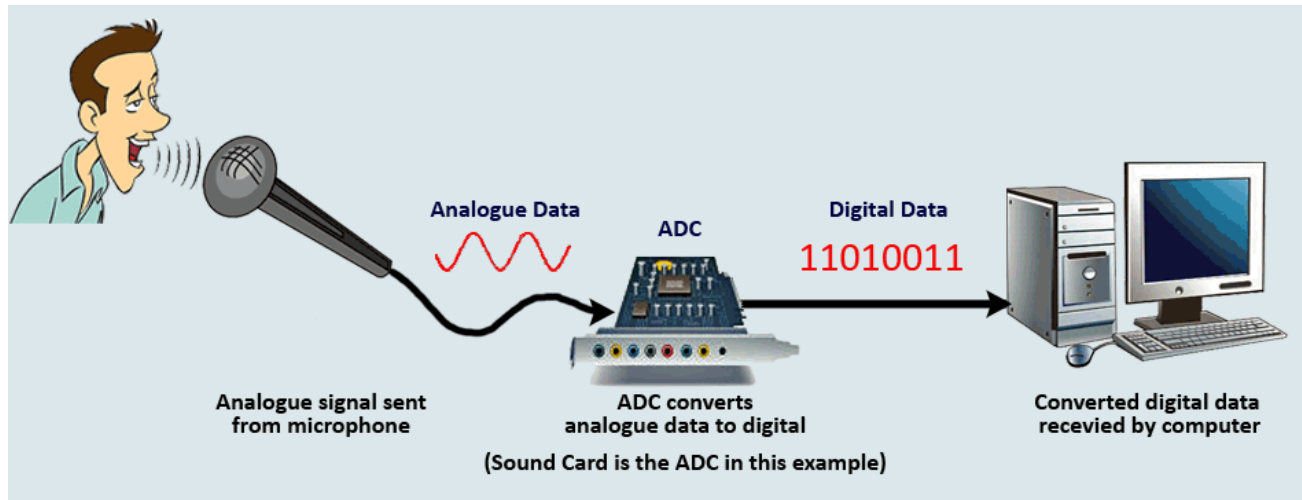 Analogue Data
ADC
Digital Data
11010011
Analogue signal sent
from microphone
ADC converts
analogue data to digital
(Sound Card is the ADC in this example)
Converted digital data
recevied by computer